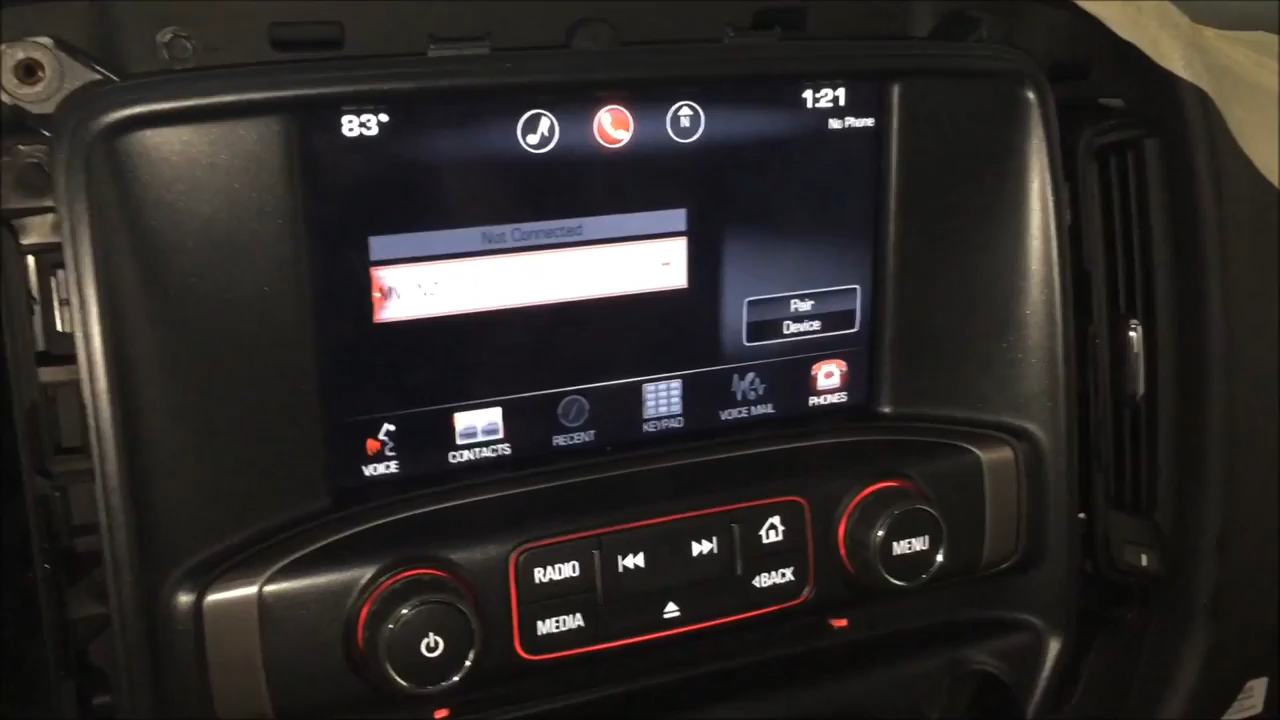 83°
N
1:21
No Phone
Not Connected
Pair
Device
VOICE
CONTACTS
RECENT
KEYPAD
VOICE MAIL
PHONES
RADIO
MEDIA
BACK
MENU